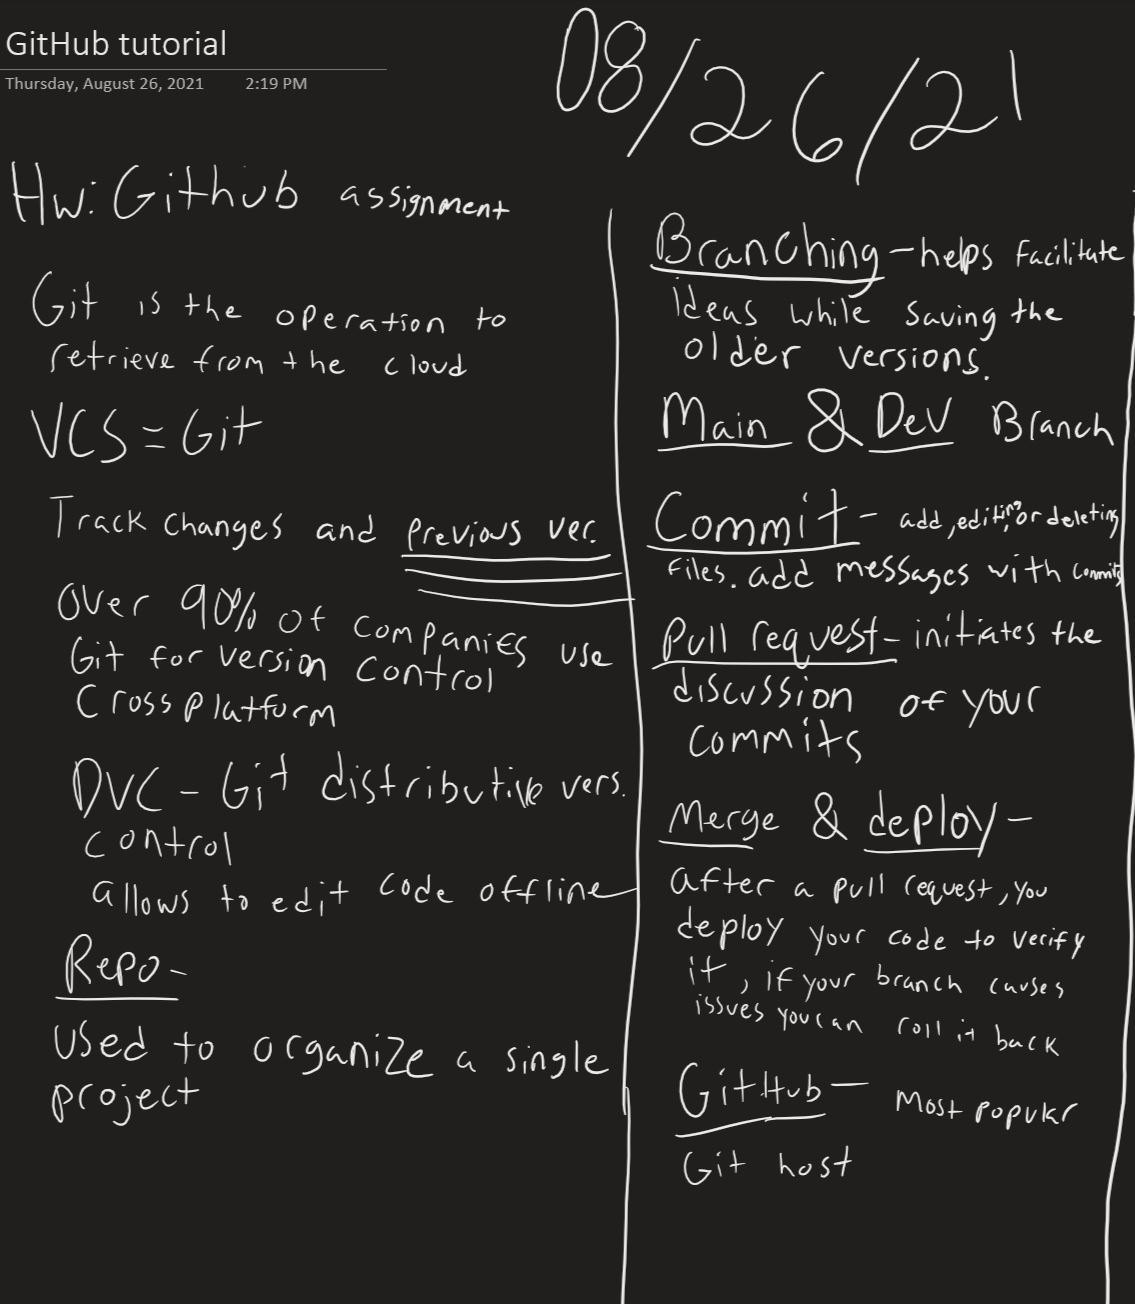 GitHub tutorial
Thursday, August 26, 2021 2:19 PM
08/26/21
Hw: Github assignment
Git is the operation to
retrieve from the cloud
VCS = Git
Track changes and previous ver.
Over 90% of companies use
Git for version control
Cross platform
DVC - Git distributive vers.
control
allows to edit code offline
Repo -
Used to organize a single
project
Branching - helps facilitate
ideas while saving the
older versions.
Main & Dev Branch
Commit - add, editing, or deleting
files. add messages with commits
Pull request - initiates the
discussion of your
commits
Merge & deploy -
after a pull request, you
deploy your code to verify
it, if your branch causes
issues you can roll it back
GitHub - Most popular
Git host